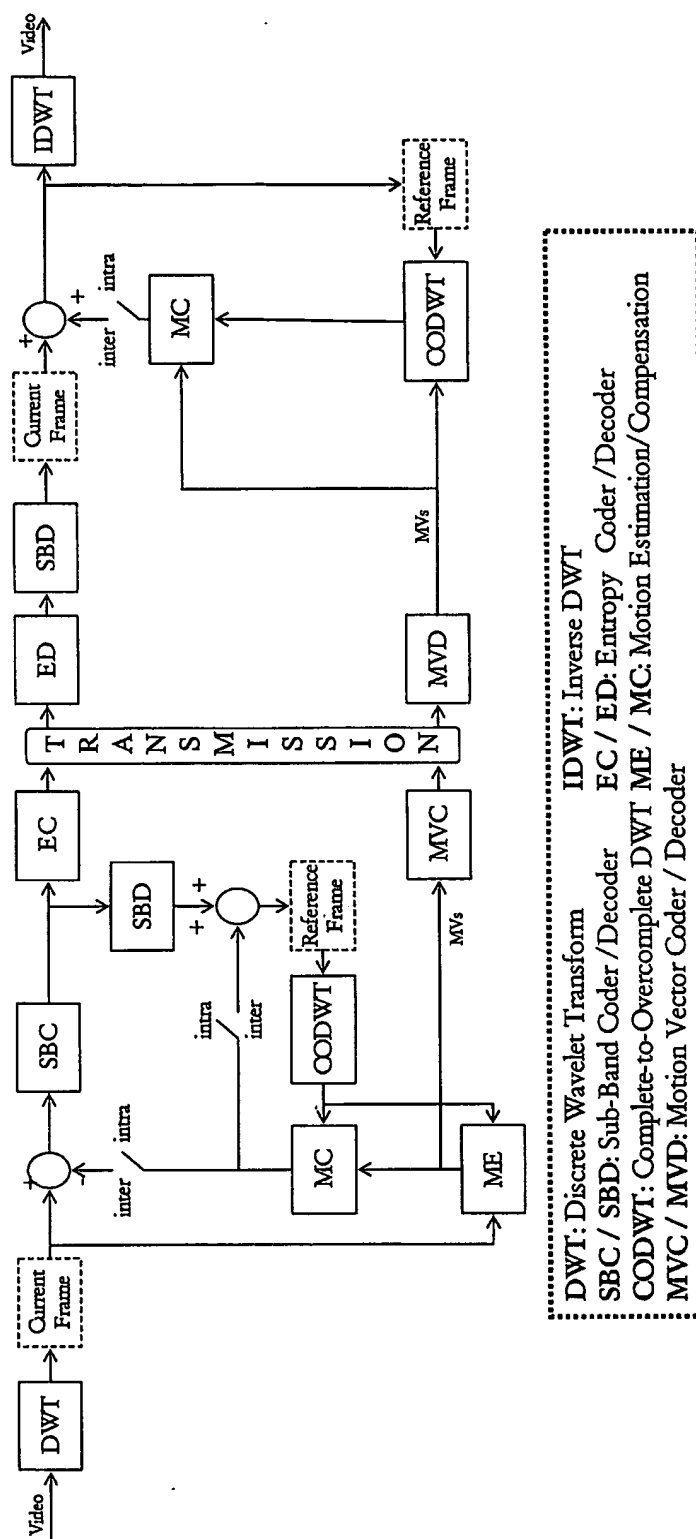 Video
DWT
Current
Frame
+
-
inter
intra
SBC
EC
SBD
+
+
intra
inter
Reference
Frame
CODWT
MC
ME
MVs
MVC
TRANSMISSION
ED
SBD
Current
Frame
+
+
inter
intra
IDWT
Video
MC
Reference
Frame
CODWT
MVs
MVD
DWT: Discrete Wavelet Transform IDWT: Inverse DWT
SBC / SBD: Sub-Band Coder /Decoder EC / ED: Entropy Coder /Decoder
CODWT: Complete-to-Overcomplete DWT ME / MC: Motion Estimation/Compensation
MVC / MVD: Motion Vector Coder / Decoder